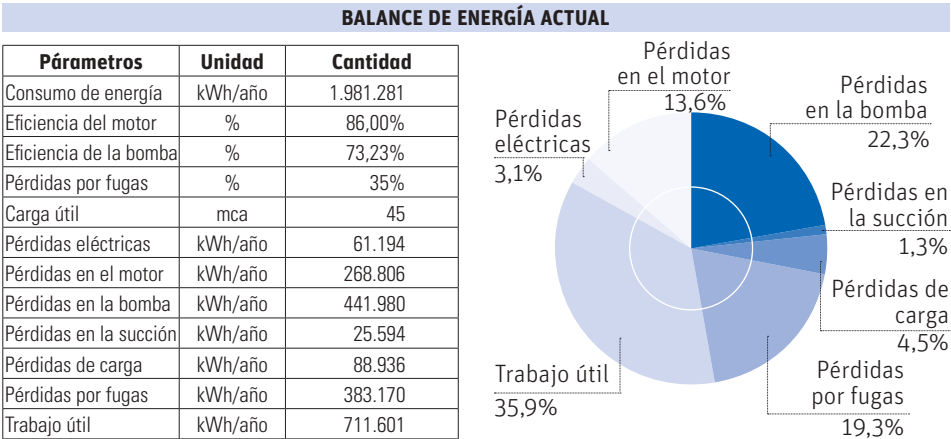 BALANCE DE ENERGÍA ACTUAL
Párametros Unidad Cantidad
Consumo de energía kWh/año 1.981.281
Eficiencia del motor % 86,00%
Eficiencia de la bomba % 73,23%
Pérdidas por fugas % 35%
Carga útil mca 45
Pérdidas eléctricas kWh/año 61.194
Pérdidas en el motor kWh/año 268.806
Pérdidas en la bomba kWh/año 441.980
Pérdidas en la succión kWh/año 25.594
Pérdidas de carga kWh/año 88.936
Pérdidas por fugas kWh/año 383.170
Trabajo útil kWh/año 711.601
Pérdidas
en el motor
13,6%
Pérdidas
en la bomba
22,3%
Pérdidas
eléctricas
3,1%
Pérdidas en
la succión
1,3%
Pérdidas de
carga
4,5%
Trabajo útil
35,9%
Pérdidas
por fugas
19,3%